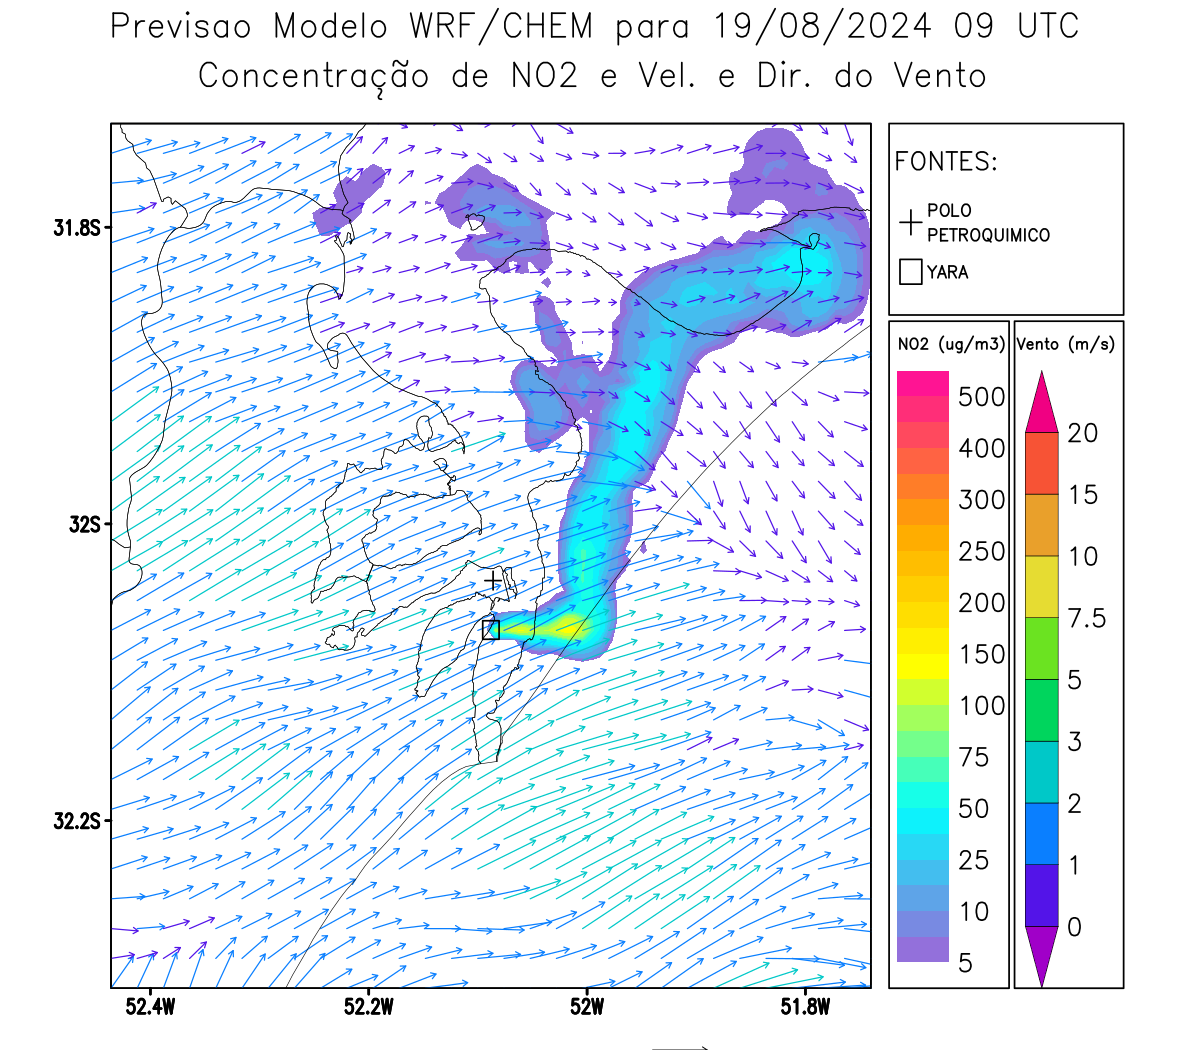 Previsao Modelo WRF/CHEM para 19/08/2024 09 UTC
Concentração de NO2 e Vel. e Dir. do Vento
FONTES:
POLO
PETROQUIMICO
YARA
NO2 (ug/m3)
500
400
300
250
200
150
100
75
50
25
10
5
Vento (m/s)
20
15
10
7.5
5
3
2
1
0
31.8S
32S
32.2S
52.4W
52.2W
52W
51.8W